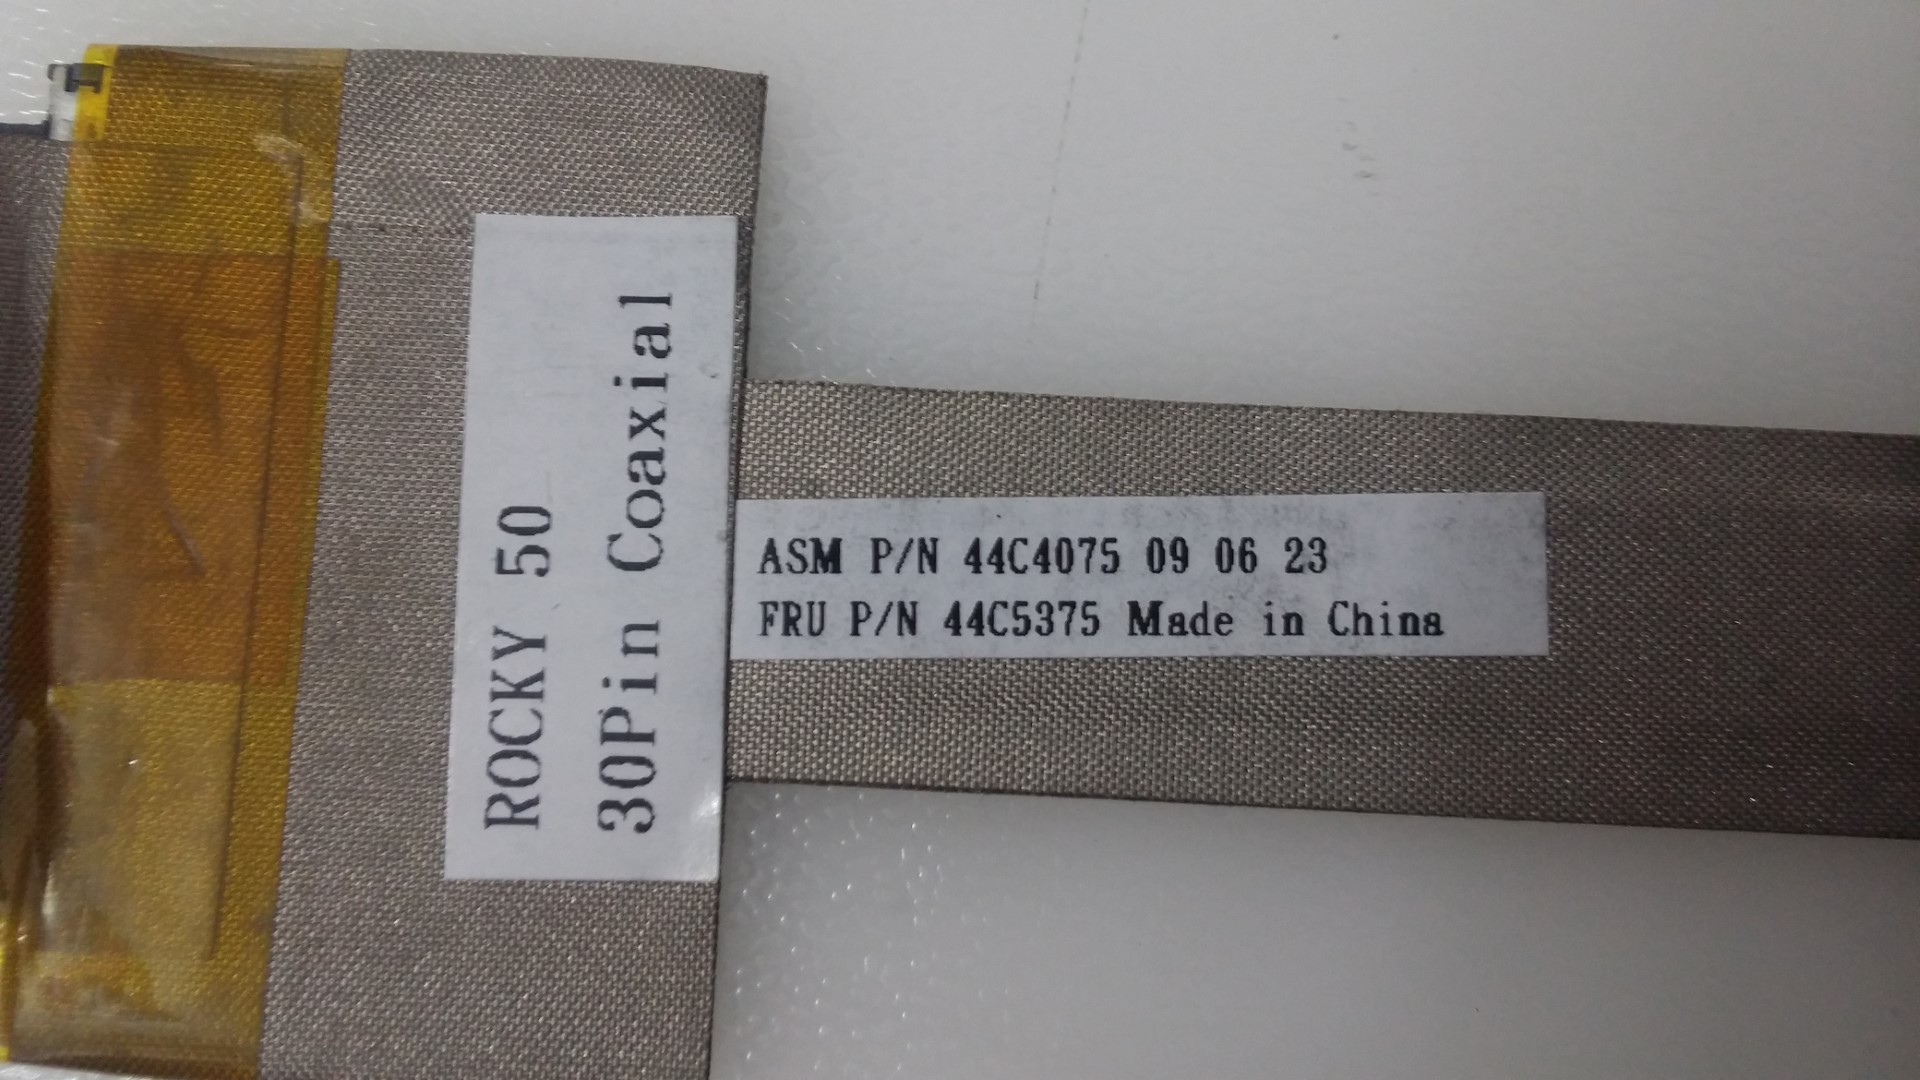 ROCKY 50
30Pin Coaxial
ASM P/N 44C4075 09 06 23
FRU P/N 44C5375 Made in China